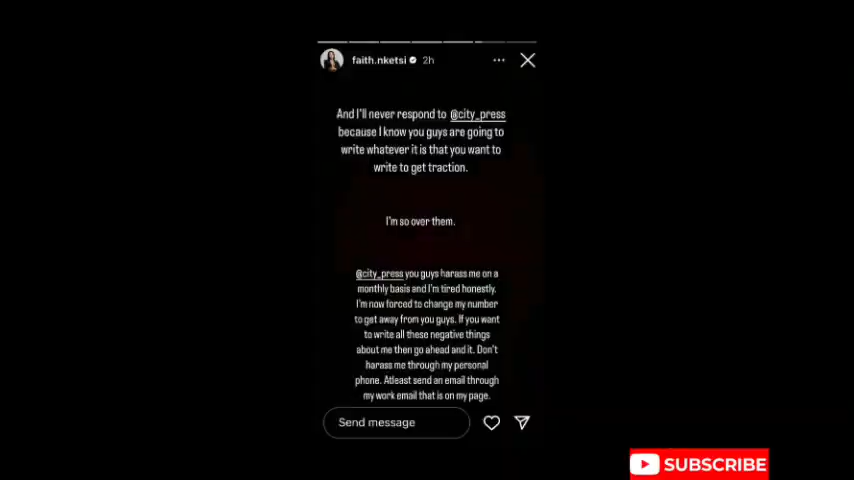 faith.nketsi 2h
And I'll never respond to @city_press
because I know you guys are going to
write whatever it is that you want to
write to get traction.
I'm so over them.
@city_press you guys harass me on a
monthly basis and I'm tired honestly.
I'm now forced to change my number
to get away from you guys. If you want
to write all these negative things
about me then go ahead and it. Don't
harass me through my personal
phone. Atleast send an email through
my work email that is on my page.
Send message
SUBSCRIBE